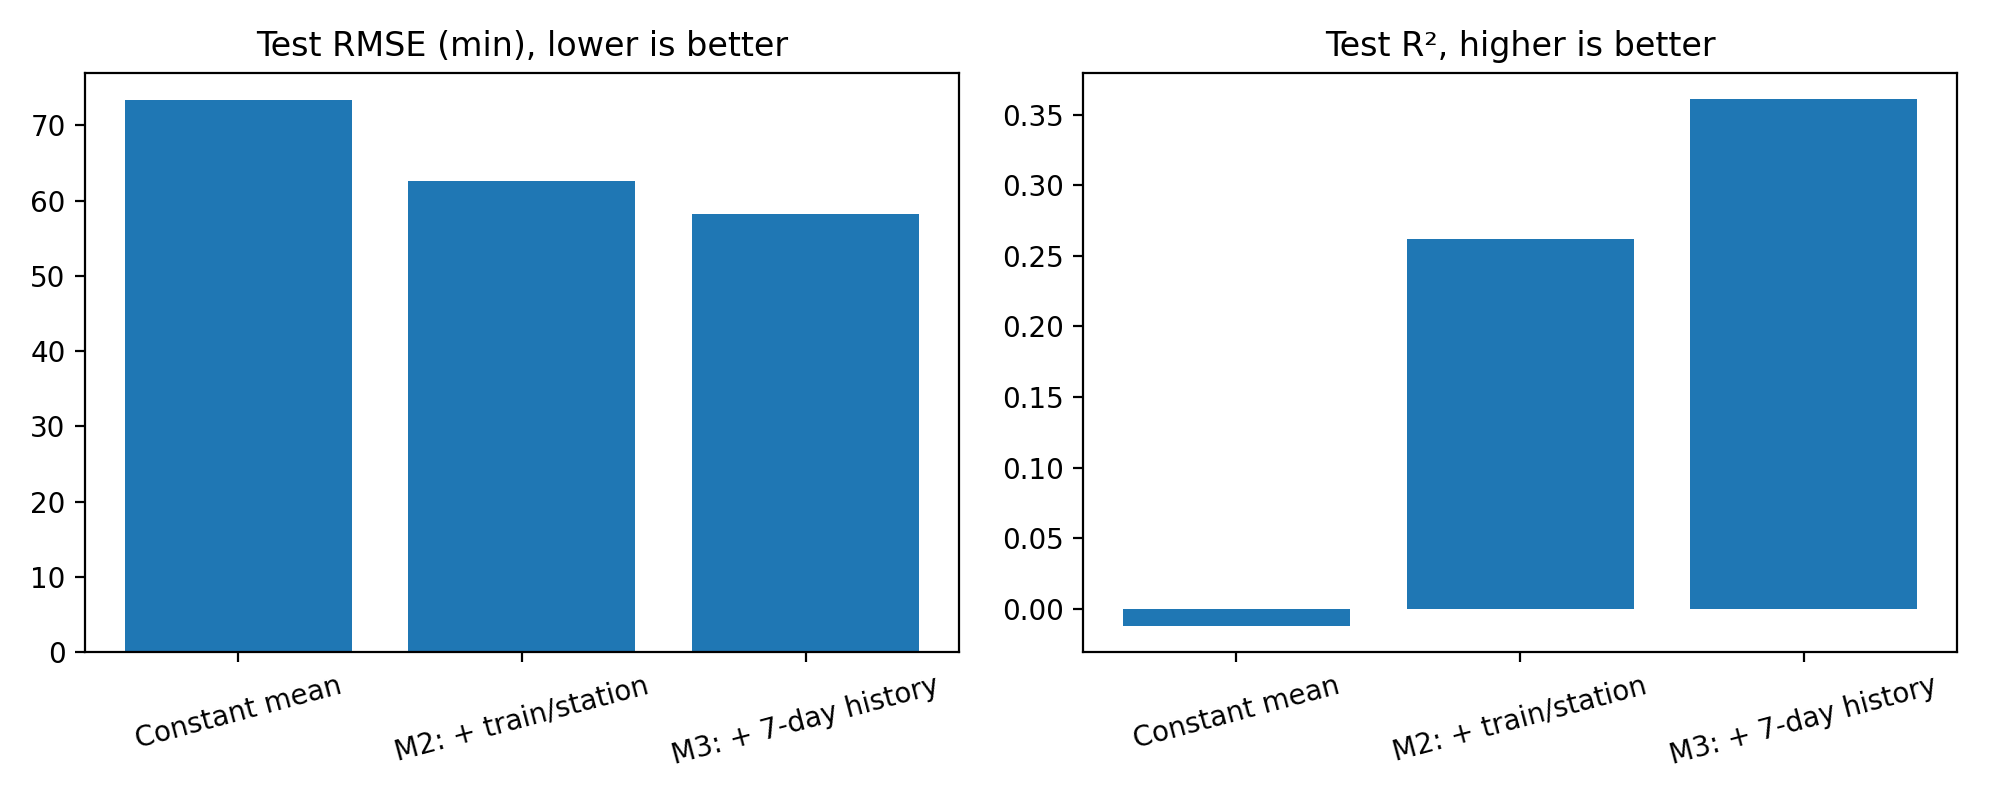 Test RMSE (min), lower is better
70
60
50
40
30
20
10
0
Constant mean
M2: + train/station
M3: + 7-day history
Test R², higher is better
0.35
0.30
0.25
0.20
0.15
0.10
0.05
0.00
Constant mean
M2: + train/station
M3: + 7-day history